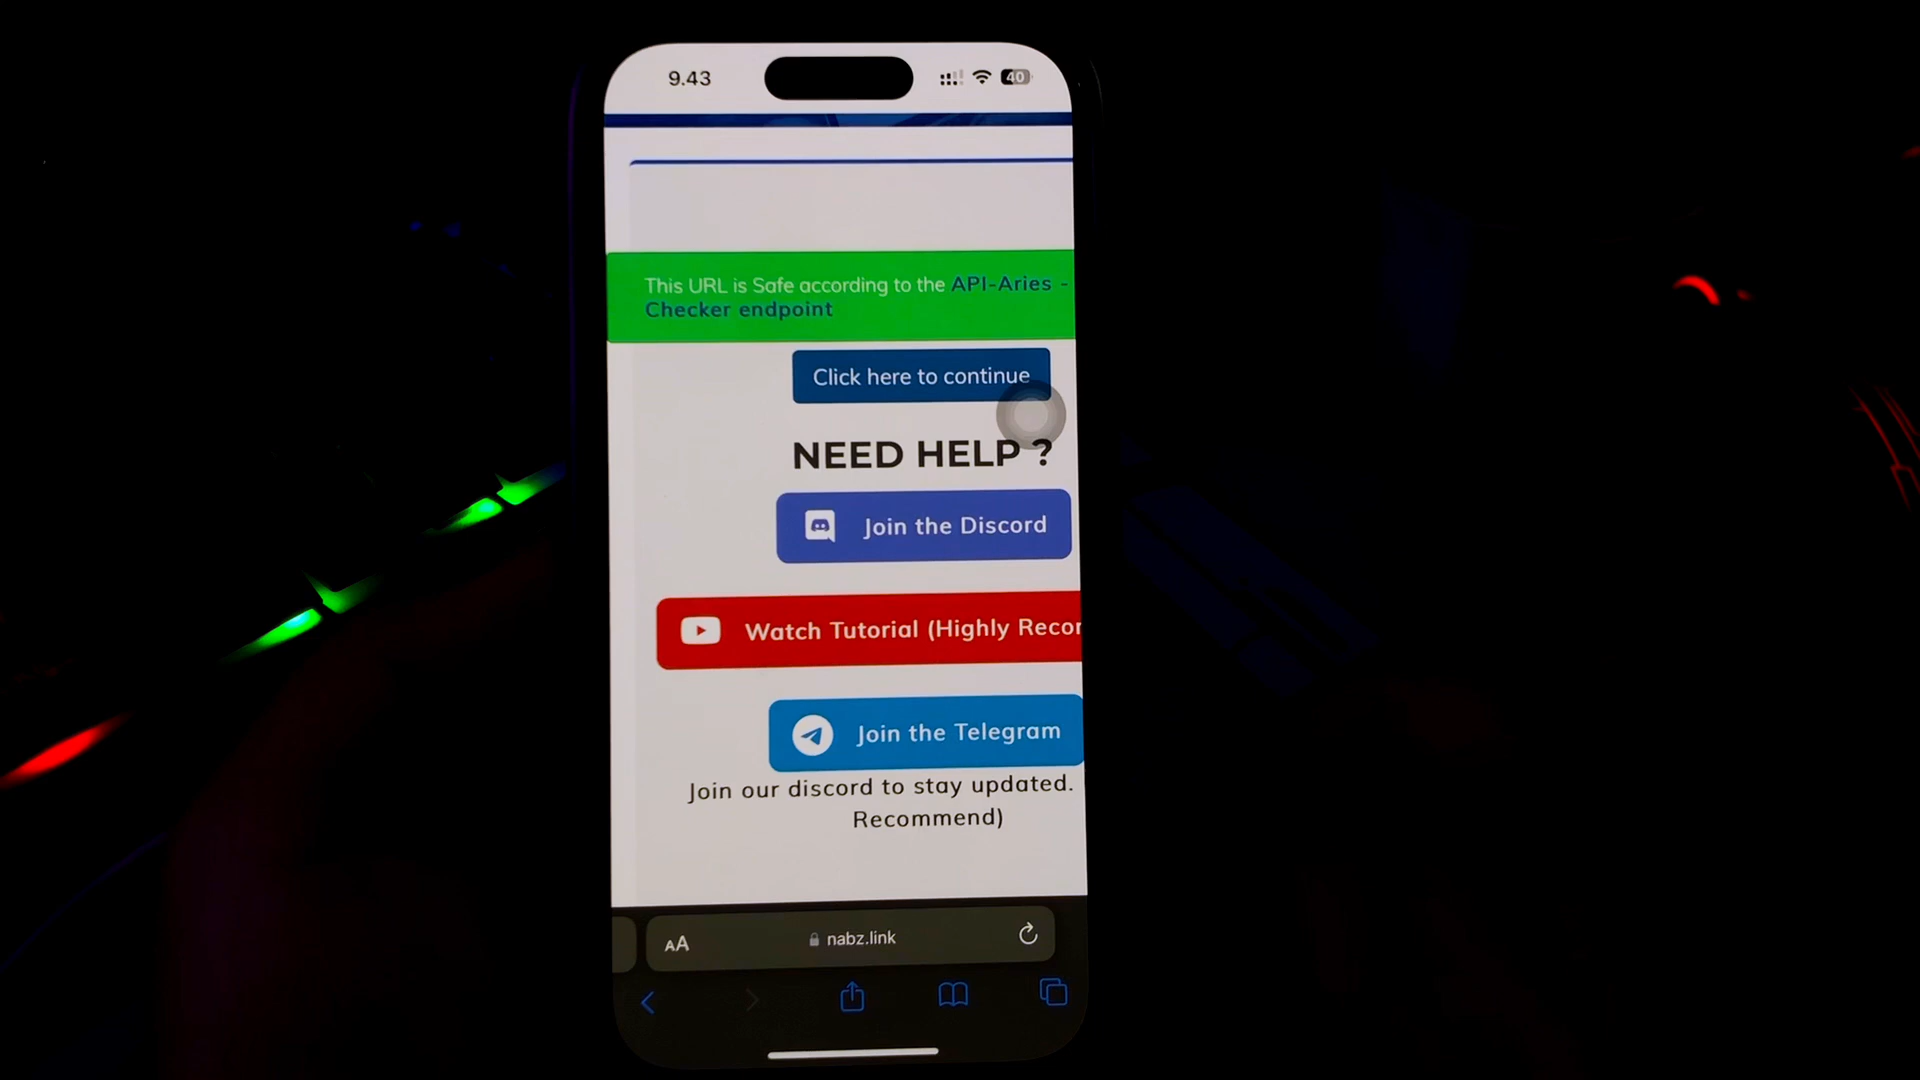 9.43
40
This URL is Safe according to the API-Aries -
Checker endpoint
Click here to continue
NEED HELP ?
Join the Discord
Watch Tutorial (Highly Recom
Join the Telegram
Join our discord to stay updated.
Recommend)
AA
nabz.link